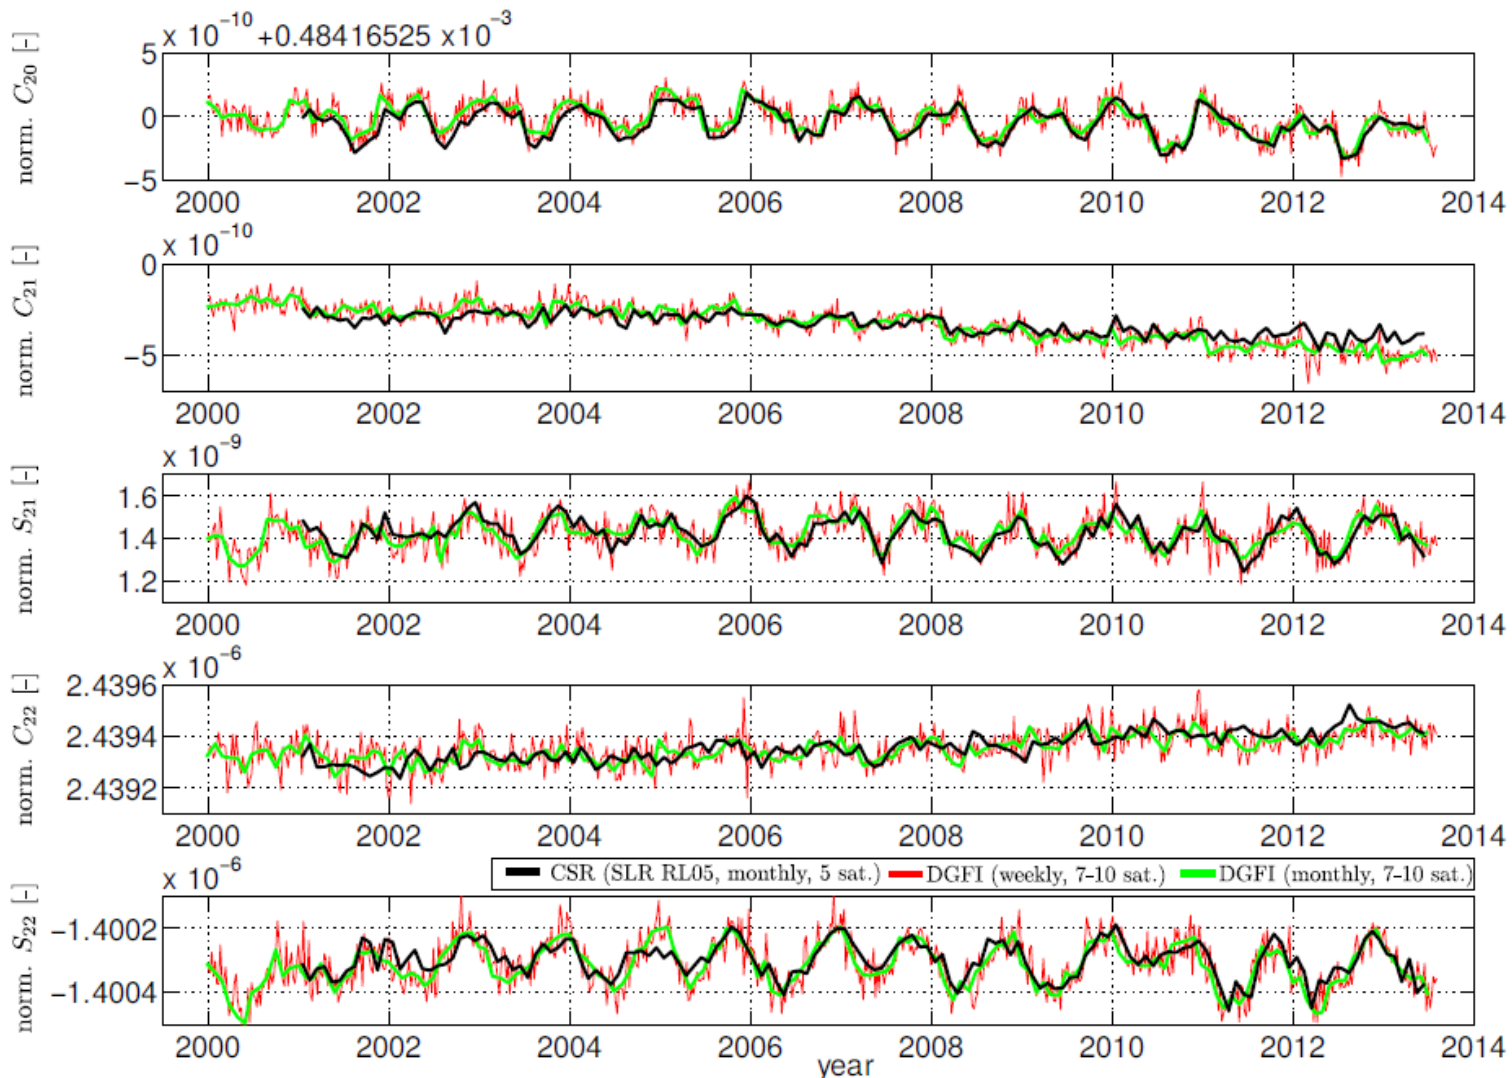 x 10⁻¹⁰ +0.48416525 x10⁻³
norm. C₂₀ [-]
5
0
−5
2000 2002 2004 2006 2008 2010 2012 2014
x 10⁻¹⁰
norm. C₂₁ [-]
0
−5
2000 2002 2004 2006 2008 2010 2012 2014
x 10⁻⁹
norm. S₂₁ [-]
1.6
1.4
1.2
2000 2002 2004 2006 2008 2010 2012 2014
x 10⁻⁶
norm. C₂₂ [-]
2.4396
2.43994
2.43992
2000 2002 2004 2006 2008 2010 2012 2014
CSR (SLR RL05, monthly, 5 sat.) DGFI (weekly, 7-10 sat.) DGFI (monthly, 7-10 sat.)
x 10⁻⁶
norm. S₂₂ [-]
−1.4002
−1.40004
2000 2002 2004 2006 2008 2010 2012 2014
year